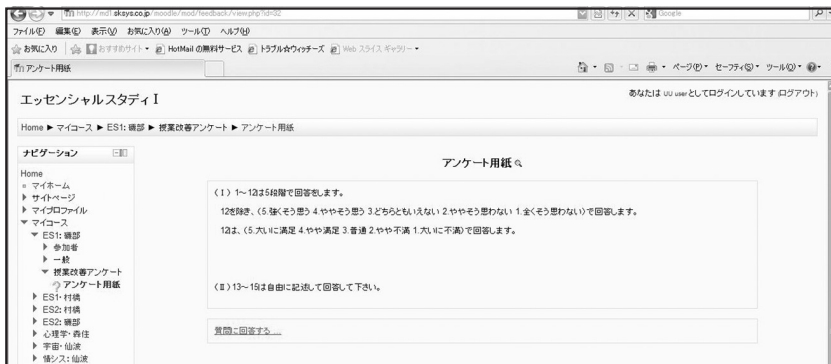 http://md1.sksys.co.jp/moodle/mod/feedback/view.php?id=32
Google
ファイル(F) 編集(E) 表示(V) お気に入り(A) ツール(T) ヘルプ(H)
お気に入り おすすめサイト HotMail の無料サービス トラブル☆ウィッチーズ Web スライス ギャラリー
アンケート用紙
ページ(P) セーフティ(S) ツール(O)
エッセンシャルスタディ I
あなたは UU user としてログインしています (ログアウト)
Home ► マイコース ► ES1: 磯部 ► 授業改善アンケート ► アンケート用紙
ナビゲーション
Home
マイホーム
サイトページ
マイプロファイル
マイコース
ES1: 磯部
参加者
一般
授業改善アンケート
アンケート用紙
ES1: 村橋
ES2: 村橋
ES2: 磯部
心理学・森住
宇宙・仙波
情シス: 仙波
アンケート用紙
(Ⅰ) 1~12は5段階で回答をします。
12を除き、(5.強くそう思う 4.ややそう思う 3.どちらともいえない 2.ややそう思わない 1.全くそう思わない)で回答します。
12は、(5.大いに満足 4.やや満足 3.普通 2.やや不満 1.大いに不満)で回答します。
(Ⅱ) 13~15は自由に記述して回答して下さい。
質問に回答する ...